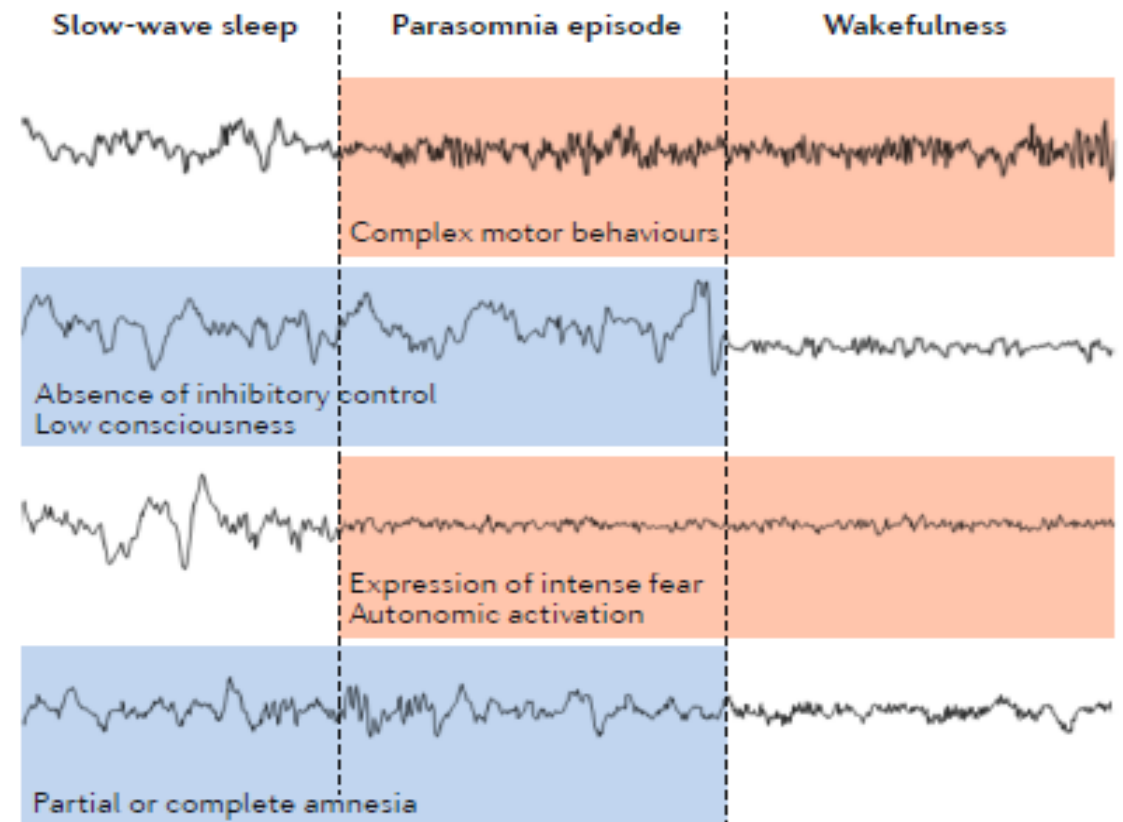 Slow-wave sleep
Parasomnia episode
Wakefulness
Complex motor behaviours
Absence of inhibitory control
Low consciousness
Expression of intense fear
Autonomic activation
Partial or complete amnesia